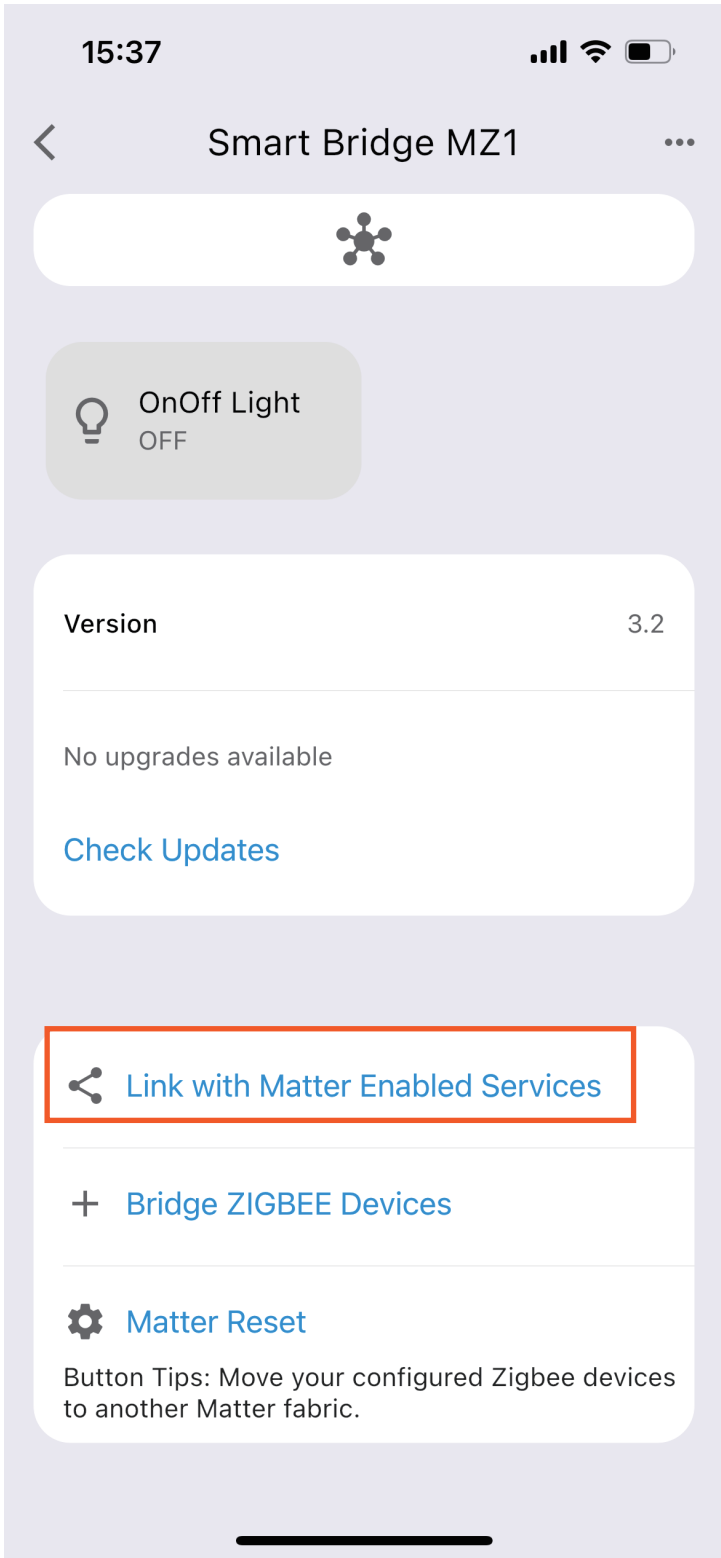 15:37
Smart Bridge MZ1
OnOff Light
OFF
Version 3.2
No upgrades available
Check Updates
Link with Matter Enabled Services
Bridge ZIGBEE Devices
Matter Reset
Button Tips: Move your configured Zigbee devices
to another Matter fabric.